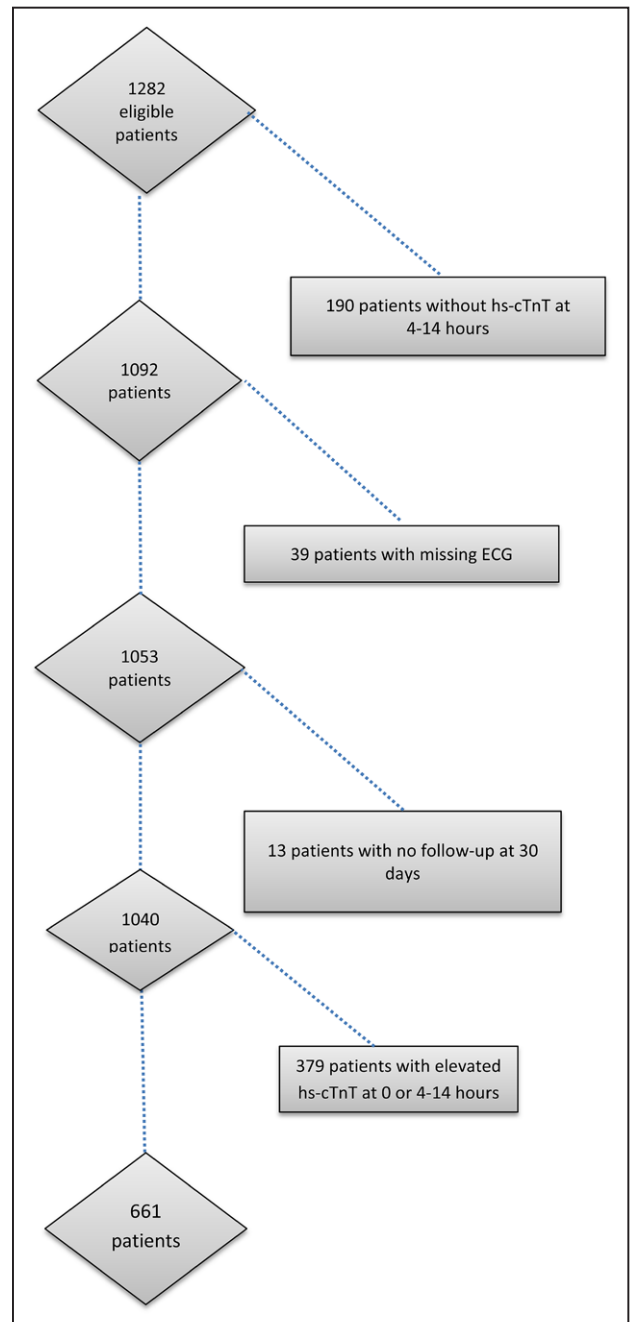 1282
eligible
patients
190 patients without hs-cTnT at
4-14 hours
1092
patients
39 patients with missing ECG
1053
patients
13 patients with no follow-up at 30
days
1040
patients
379 patients with elevated
hs-cTnT at 0 or 4-14 hours
661
patients